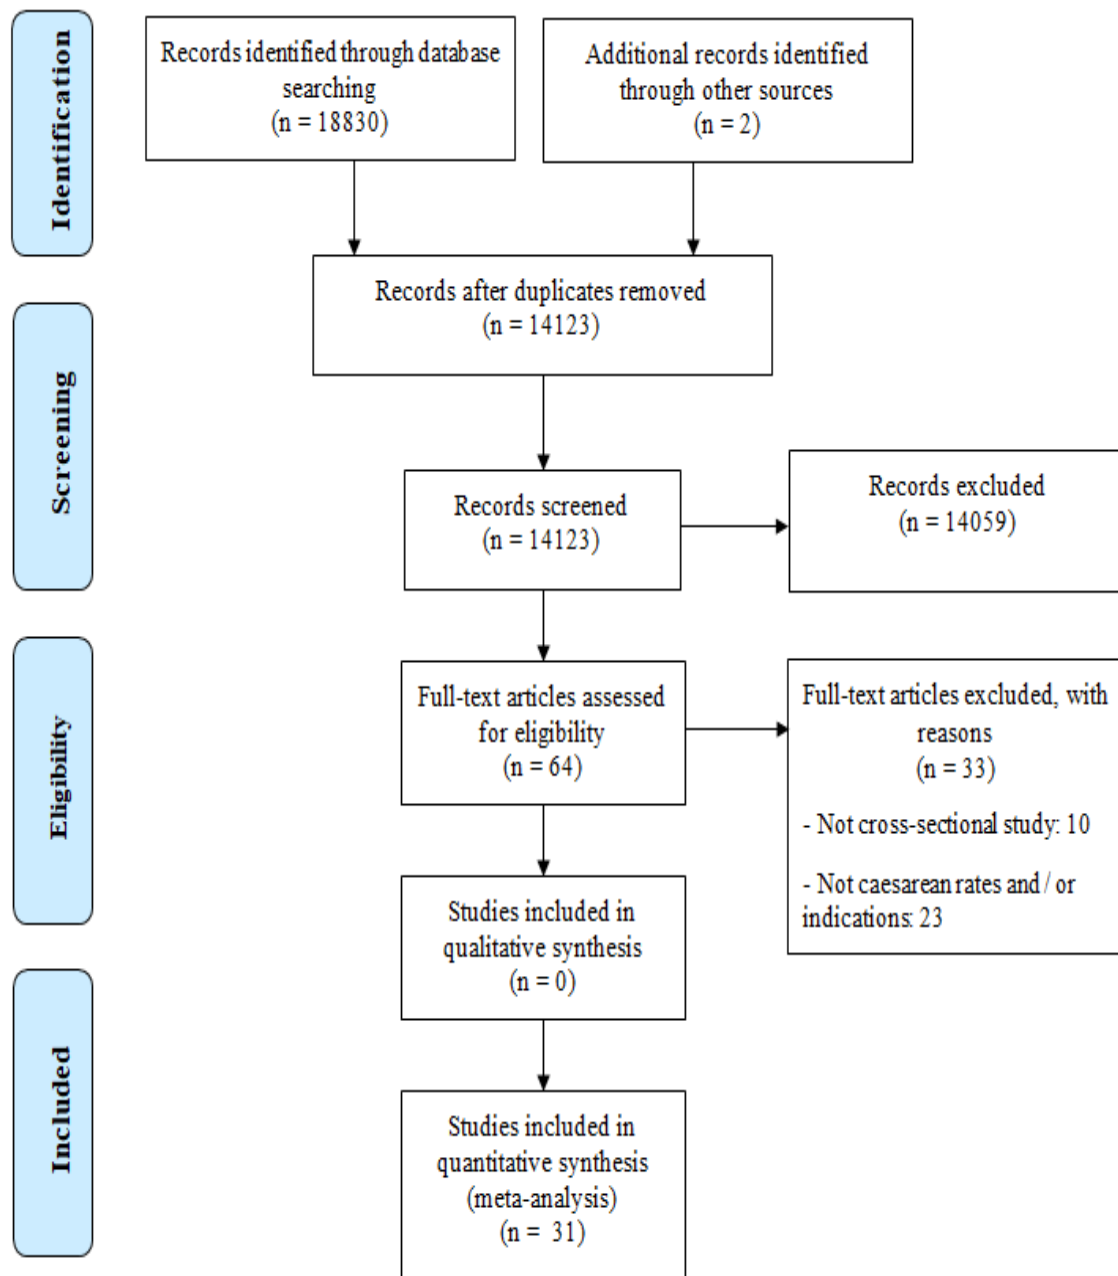 Identification
Records identified through database
searching
(n = 18830)
Additional records identified
through other sources
(n = 2)
Records after duplicates removed
(n = 14123)
Screening
Records screened
(n = 14123)
Records excluded
(n = 14059)
Eligibility
Full-text articles assessed
for eligibility
(n = 64)
Full-text articles excluded, with
reasons
(n = 33)
- Not cross-sectional study: 10
- Not caesarean rates and / or
indications: 23
Studies included in
qualitative synthesis
(n = 0)
Included
Studies included in
quantitative synthesis
(meta-analysis)
(n = 31)